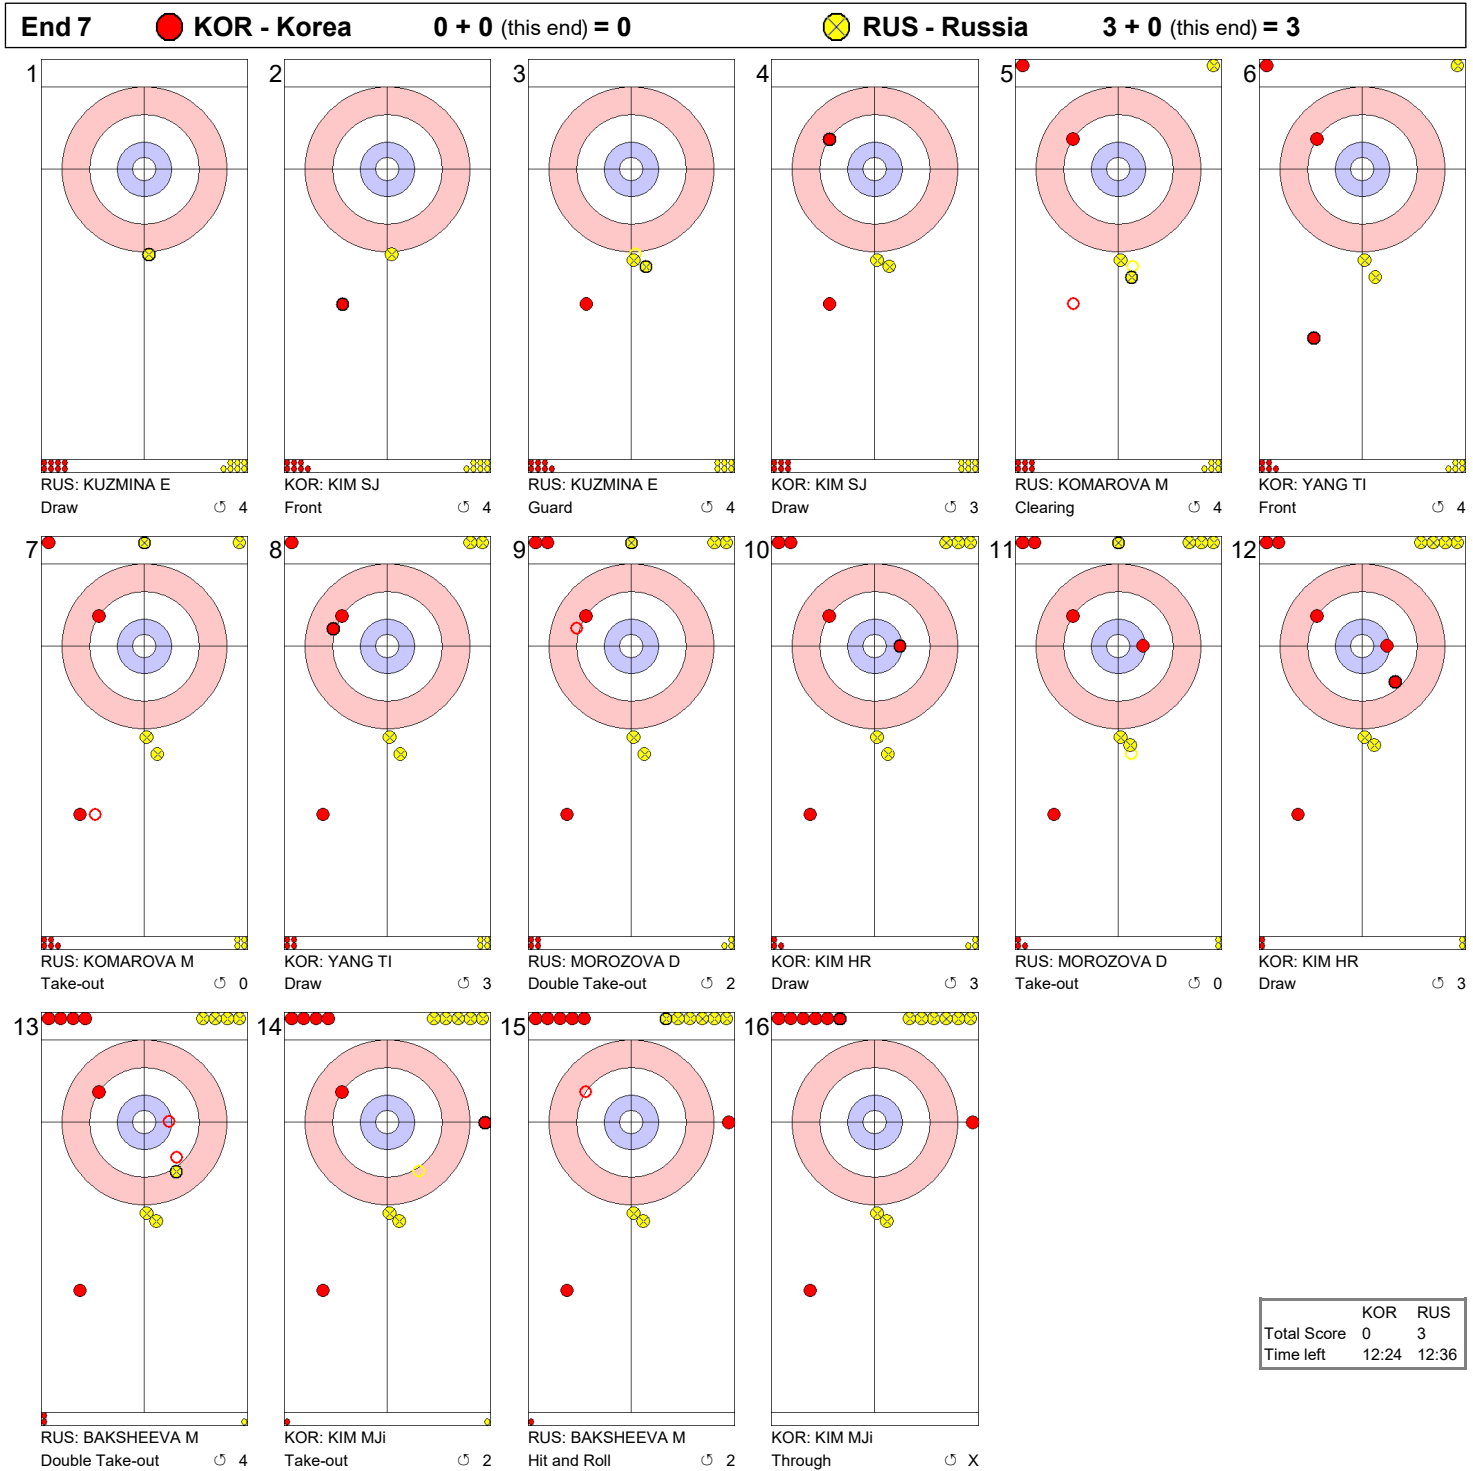 End 7 KOR - Korea 0 + 0 (this end) = 0 RUS - Russia 3 + 0 (this end) = 3
1 2 3 4 5 6
RUS: KUZMINA E KOR: KIM SJ RUS: KUZMINA E KOR: KIM SJ RUS: KOMAROVA M KOR: YANG TI
Draw 4 Front 4 Guard 4 Draw 3 Clearing 4 Front 4
7 8 9 10 11 12
RUS: KOMAROVA M KOR: YANG TI RUS: MOROZOVA D KOR: KIM HR RUS: MOROZOVA D KOR: KIM HR
Take-out 0 Draw 3 Double Take-out 2 Draw 3 Take-out 0 Draw 3
13 14 15 16
KOR RUS
Total Score 0 3
Time left 12:24 12:36
RUS: BAKSHEEVA M KOR: KIM MJi RUS: BAKSHEEVA M KOR: KIM MJi
Double Take-out 4 Take-out 2 Hit and Roll 2 Through X